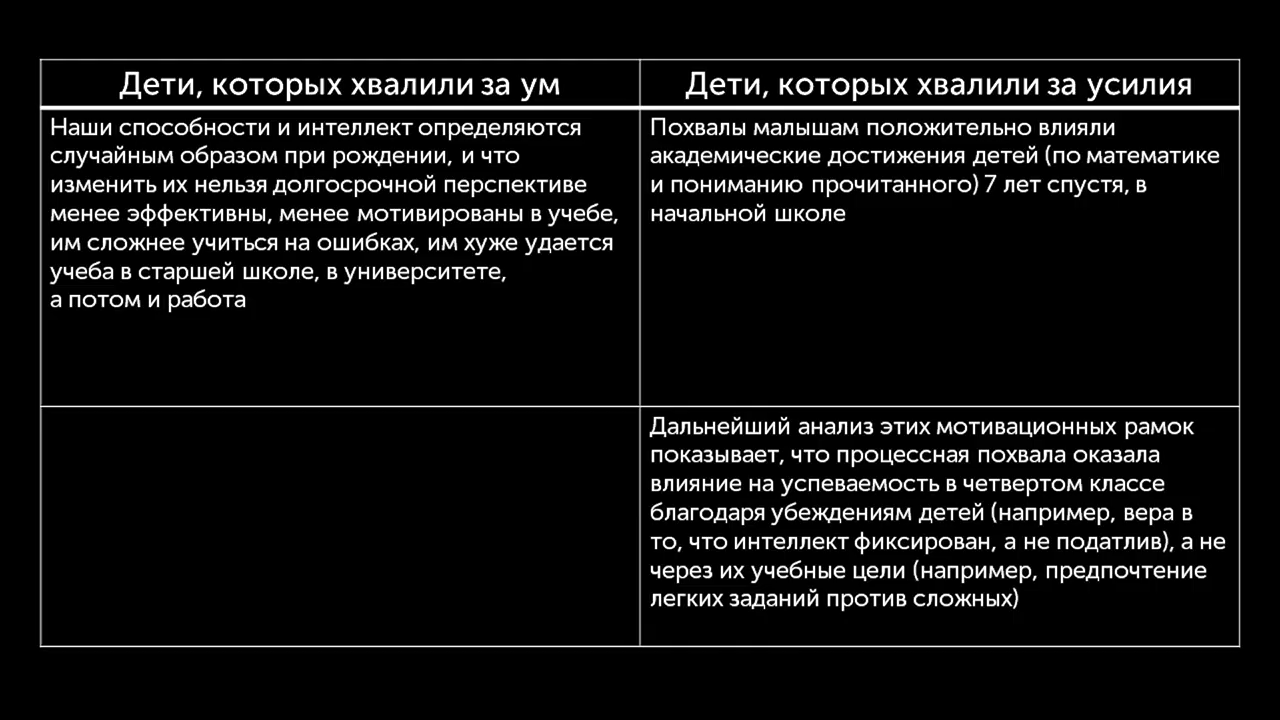 Дети, которых хвалили за ум
Дети, которых хвалили за усилия
Наши способности и интеллект определяются
случайным образом при рождении, и что
изменить их нельзя долгосрочной перспективе
менее эффективны, менее мотивированы в учебе,
им сложнее учиться на ошибках, им хуже удается
учеба в старшей школе, в университете,
а потом и работа
Похвалы малышам положительно влияли
академические достижения детей (по математике
и пониманию прочитанного) 7 лет спустя, в
начальной школе
Дальнейший анализ этих мотивационных рамок
показывает, что процессная похвала оказала
влияние на успеваемость в четвертом классе
благодаря убеждениям детей (например, вера в
то, что интеллект фиксирован, а не податлив), а не
через их учебные цели (например, предпочтение
легких заданий против сложных)